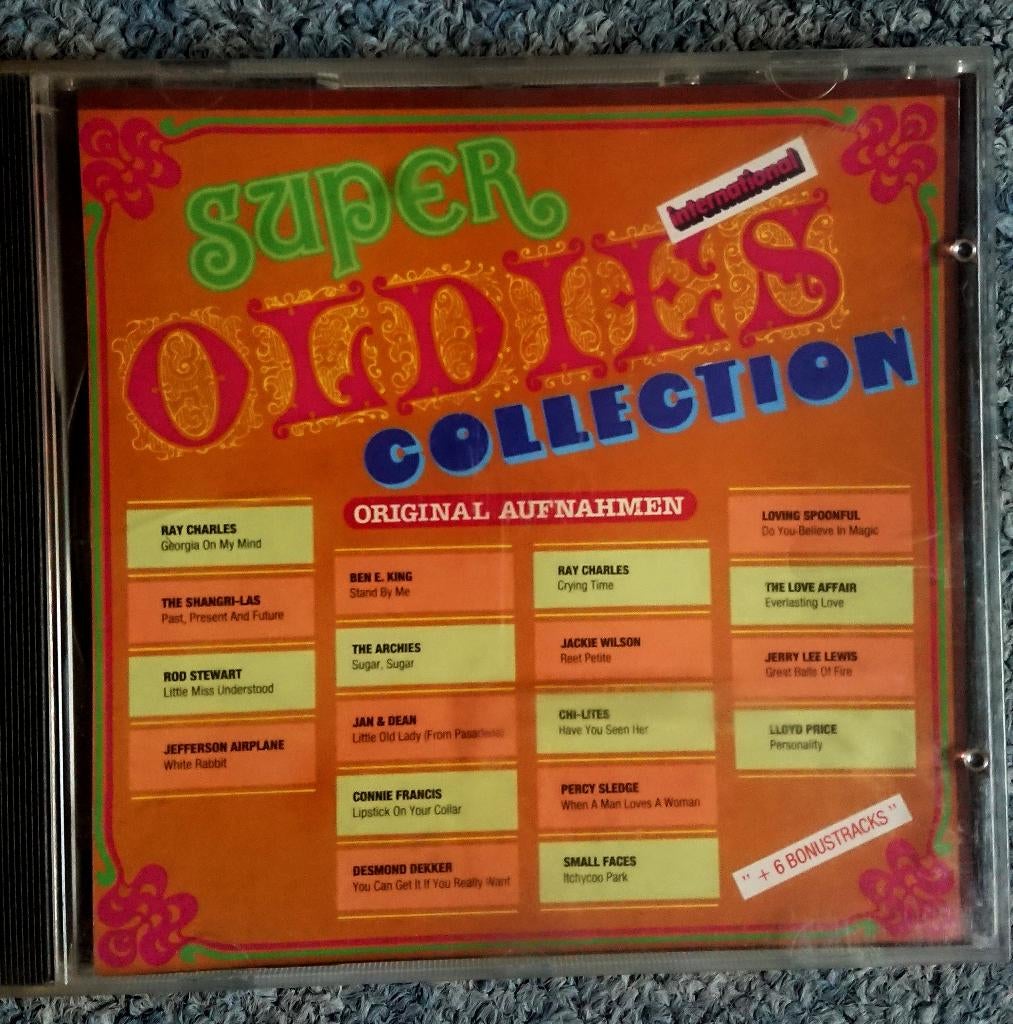 SUPER
international
OLDIES
COLLECTION
ORIGINAL AUFNAHMEN
RAY CHARLES
Georgia On My Mind
THE SHANGRI-LAS
Past, Present And Future
ROD STEWART
Little Miss Understood
JEFFERSON AIRPLANE
White Rabbit
BEN E. KING
Stand By Me
THE ARCHIES
Sugar, Sugar
JAN & DEAN
Little Old Lady (From Pasadena)
CONNIE FRANCIS
Lipstick On Your Collar
DESMOND DEKKER
You Can Get It If You Really Want
RAY CHARLES
Crying Time
JACKIE WILSON
Reet Petite
CHI-LITES
Have You Seen Her
PERCY SLEDGE
When A Man Loves A Woman
SMALL FACES
Itchycoo Park
LOVING SPOONFUL
Do You Believe In Magic
THE LOVE AFFAIR
Everlasting Love
JERRY LEE LEWIS
Great Balls Of Fire
LLOYD PRICE
Personality
" + 6 BONUSTRACKS "